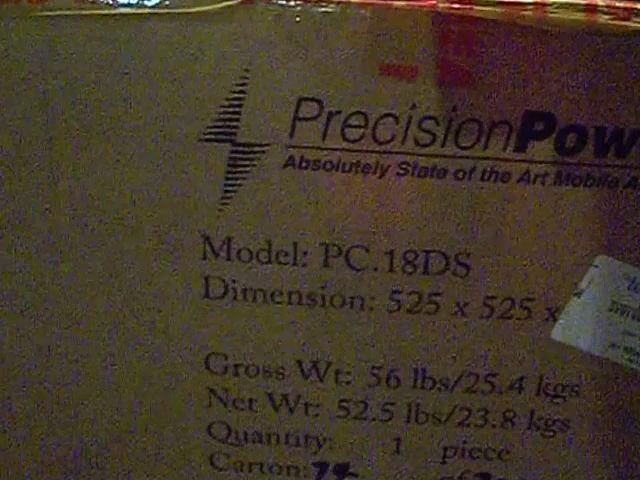 PrecisionPow
Absolutely State of the Art Mobile A
Model: PC.18DS
Dimension: 525 x 525 x
Gross Wt: 56 lbs/25.4 kgs
Net Wt: 52.5 lbs/23.8 kgs
Quantity: 1 piece
Carton: